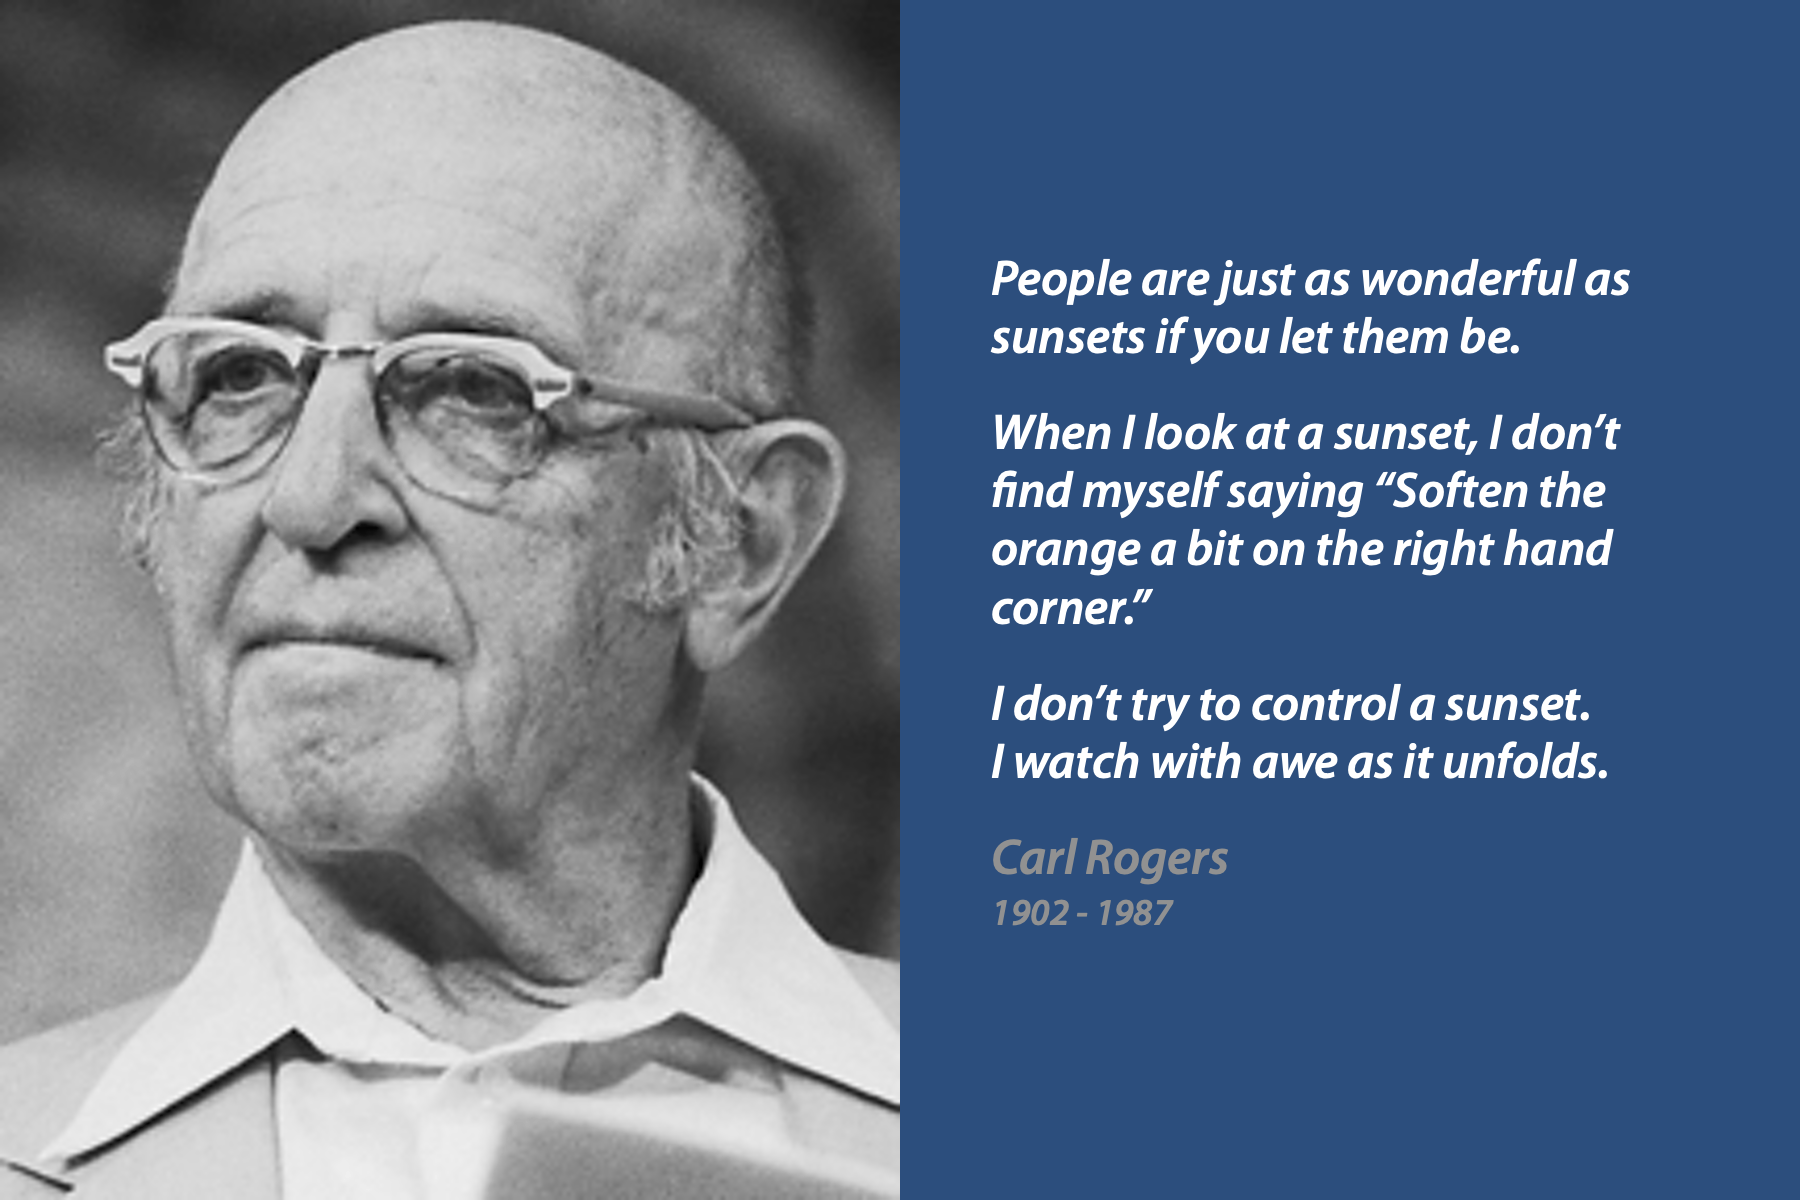 People are just as wonderful as
sunsets if you let them be.
When I look at a sunset, I don’t
find myself saying “Soften the
orange a bit on the right hand
corner.”
I don’t try to control a sunset.
I watch with awe as it unfolds.
Carl Rogers
1902 - 1987